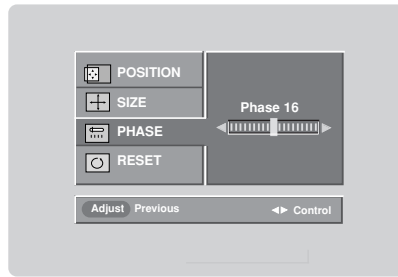 POSITION
SIZE
PHASE
RESET
Phase 16
Adjust Previous
◄► Control